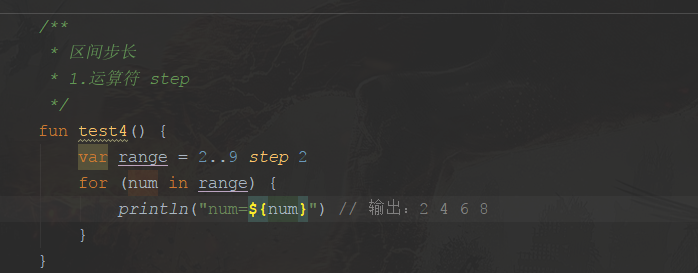 /**
 * 区间步长
 * 1.运算符 step
 */
fun test4() {
    var range = 2..9 step 2
    for (num in range) {
        println("num=${num}") // 输出：2 4 6 8
    }
}